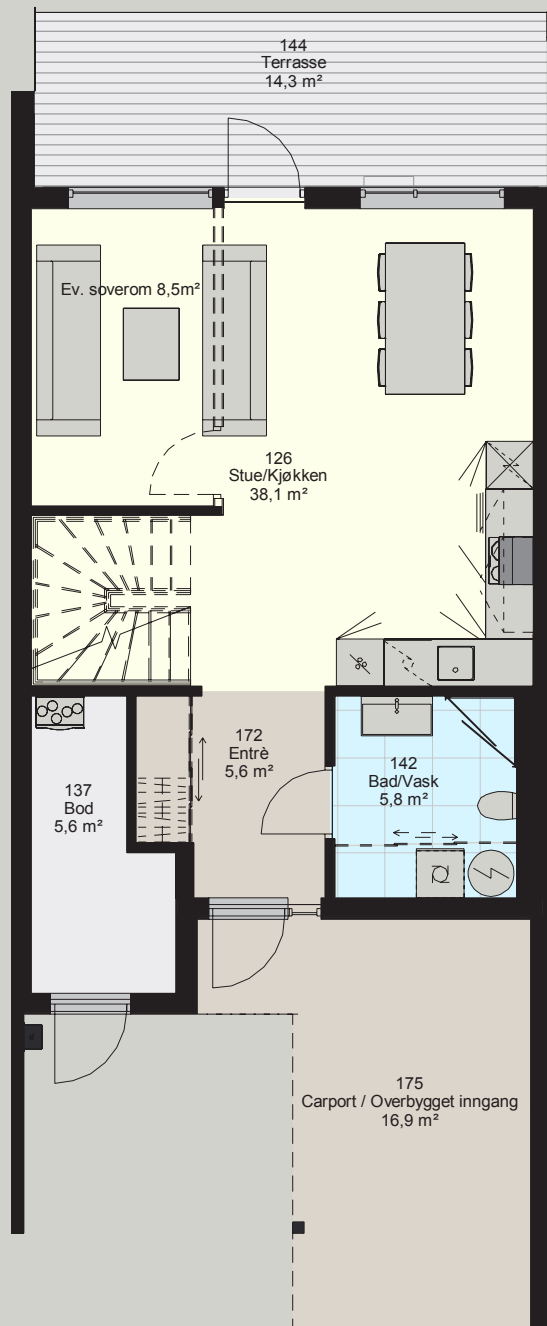 144
Terrasse
14,3 m²
Ev. soverom 8,5m²
126
Stue/Kjøkken
38,1 m²
172
Entrè
5,6 m²
142
Bad/Vask
5,8 m²
137
Bod
5,6 m²
175
Carport / Overbygget inngang
16,9 m²